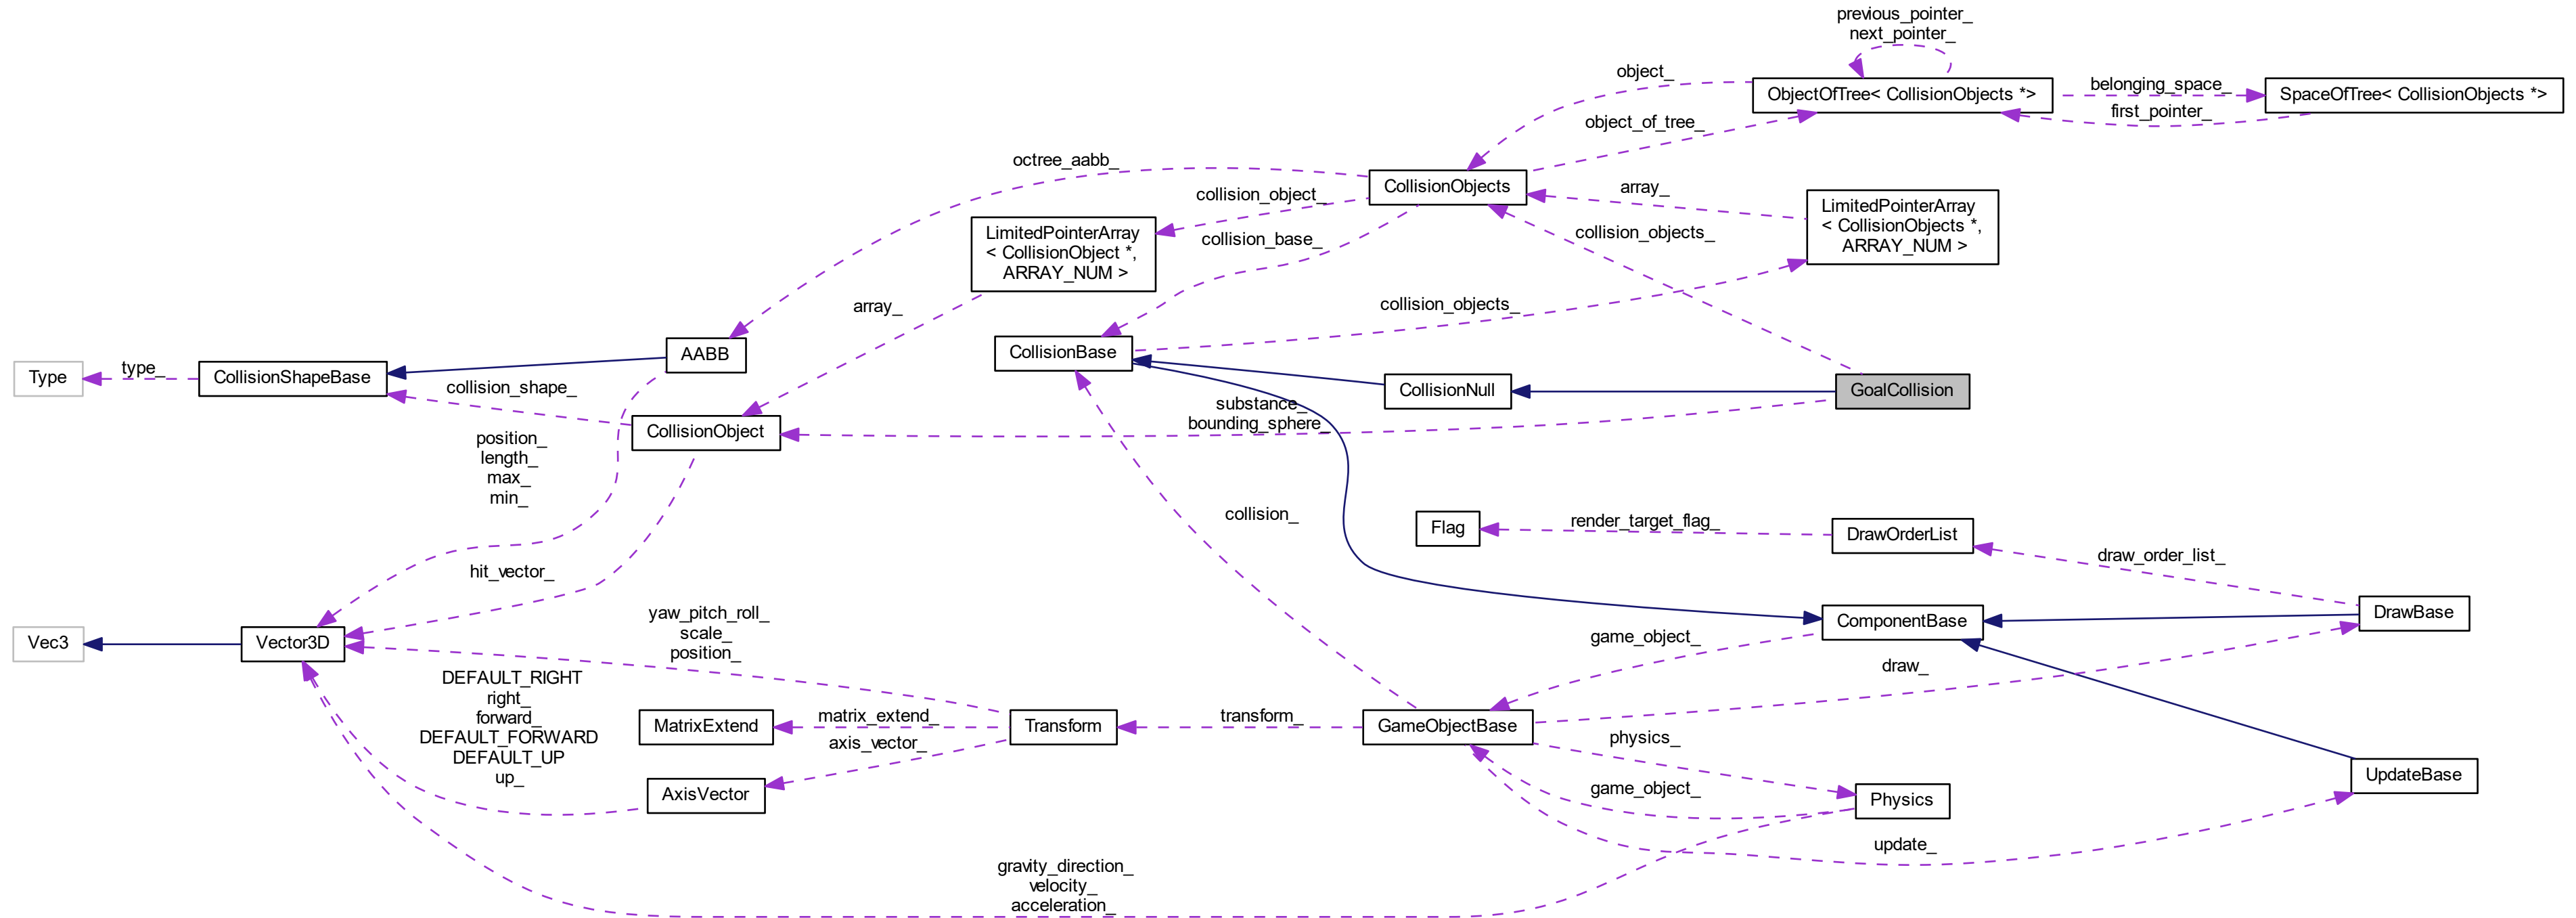 previous_pointer_
next_pointer_
object_
ObjectOfTree< CollisionObjects *>
belonging_space_
SpaceOfTree< CollisionObjects *>
first_pointer_
object_of_tree_
octree_aabb_
CollisionObjects
collision_object_
array_
LimitedPointerArray
< CollisionObjects *,
ARRAY_NUM >
LimitedPointerArray
< CollisionObject *,
ARRAY_NUM >
collision_base_
collision_objects_
array_
collision_objects_
AABB
CollisionBase
Type
type_
CollisionShapeBase
collision_shape_
CollisionNull
GoalCollision
substance_
bounding_sphere_
CollisionObject
position_
length_
max_
min_
collision_
Flag
render_target_flag_
DrawOrderList
draw_order_list_
hit_vector_
yaw_pitch_roll_
scale_
position_
ComponentBase
DrawBase
Vec3
Vector3D
game_object_
draw_
DEFAULT_RIGHT
right_
forward_
DEFAULT_FORWARD
DEFAULT_UP
up_
MatrixExtend
matrix_extend_
Transform
transform_
GameObjectBase
axis_vector_
physics_
UpdateBase
AxisVector
game_object_
Physics
update_
gravity_direction_
velocity_
acceleration_